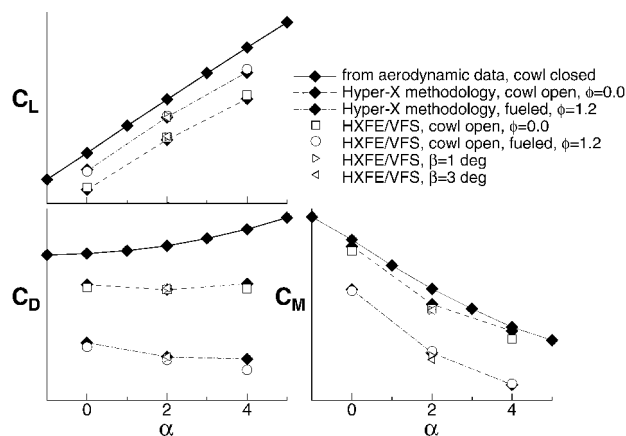 C_L
from aerodynamic data, cowl closed
Hyper-X methodology, cowl open, ϕ=0.0
Hyper-X methodology, fueled, ϕ=1.2
HXFE/VFS, cowl open, ϕ=0.0
HXFE/VFS, cowl open, fueled, ϕ=1.2
HXFE/VFS, β=1 deg
HXFE/VFS, β=3 deg
C_D
C_M
0 2 4
0 2 4
α
α